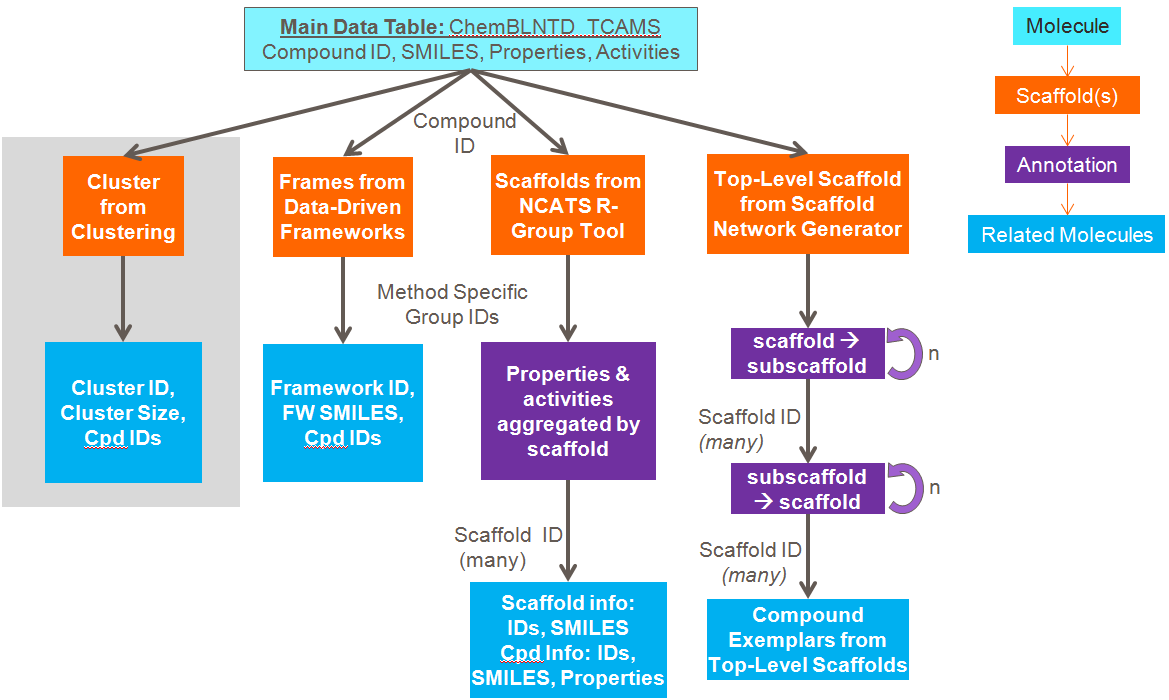 Main Data Table: ChemBLNTD_TCAMS
Compound ID, SMILES, Properties, Activities
Molecule
Scaffold(s)
Annotation
Related Molecules
Compound
ID
Cluster
from
Clustering
Frames from
Data-Driven
Frameworks
Scaffolds from
NCATS R-
Group Tool
Top-Level Scaffold
from Scaffold
Network Generator
Method Specific
Group IDs
Cluster ID,
Cluster Size,
Cpd IDs
Framework ID,
FW SMILES,
Cpd IDs
Properties &
activities
aggregated by
scaffold
scaffold →
subscaffold
n
Scaffold ID
(many)
subscaffold
→ scaffold
n
Scaffold ID
(many)
Scaffold ID
(many)
Scaffold info:
IDs, SMILES
Cpd Info: IDs,
SMILES, Properties
Compound
Exemplars from
Top-Level Scaffolds